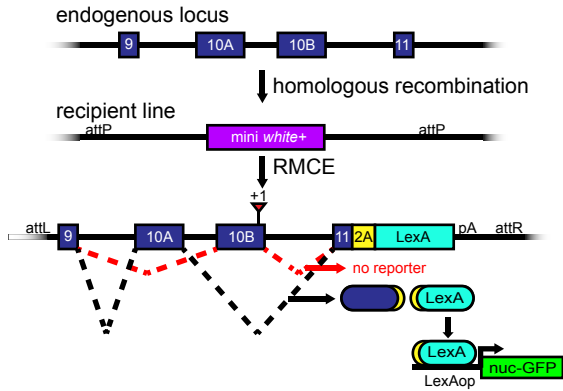 endogenous locus
9 10A 10B 11
homologous recombination
recipient line
attP mini white+ attP
RMCE
+1
attL 9 10A 10B 11 2A LexA pA attR
no reporter
LexA
LexA
LexAop nuc-GFP